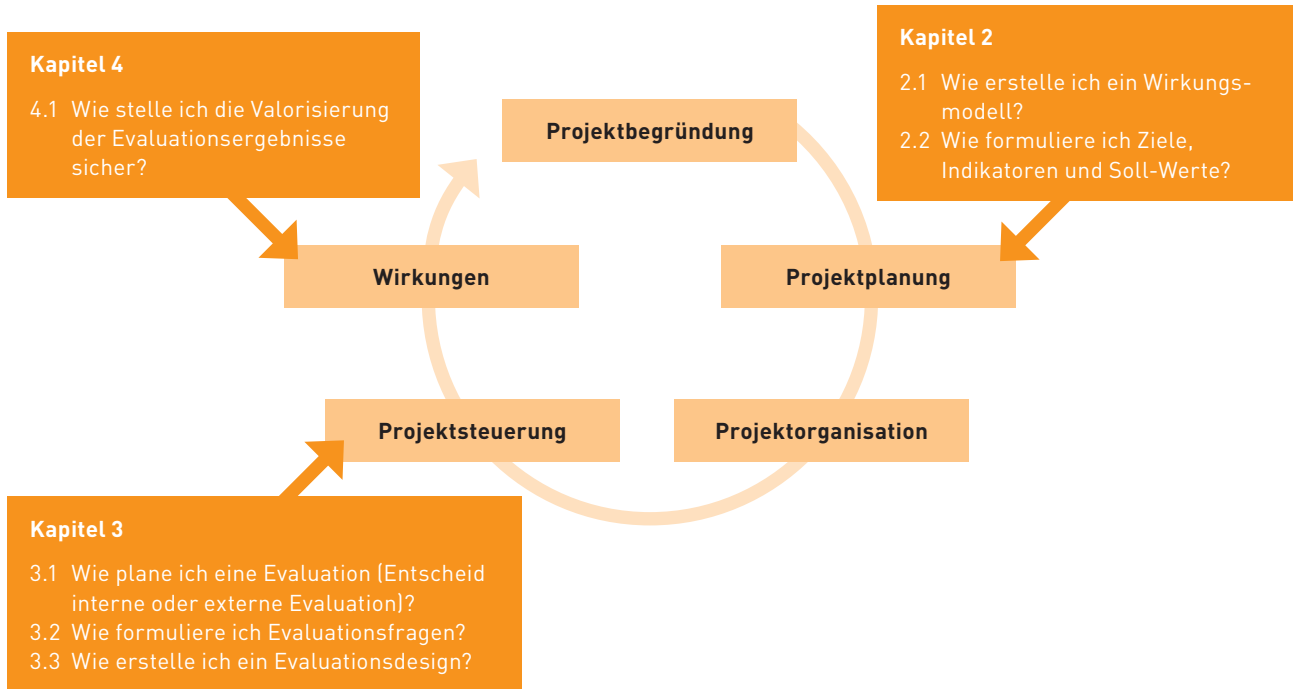 Kapitel 4
4.1 Wie stelle ich die Valorisierung
der Evaluationsergebnisse
sicher?
Projektbegründung
Kapitel 2
2.1 Wie erstelle ich ein Wirkungs-
modell?
2.2 Wie formuliere ich Ziele,
Indikatoren und Soll-Werte?
Wirkungen
Projektplanung
Projektsteuerung
Projektorganisation
Kapitel 3
3.1 Wie plane ich eine Evaluation (Entscheid
interne oder externe Evaluation)?
3.2 Wie formuliere ich Evaluationsfragen?
3.3 Wie erstelle ich ein Evaluationsdesign?